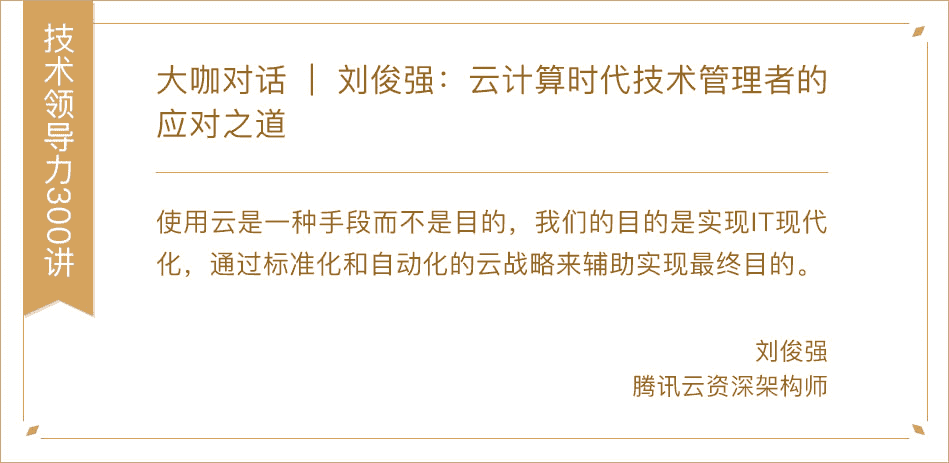 技术领导力300讲
大咖对话 | 刘俊强：云计算时代技术管理者的
应对之道
使用云是一种手段而不是目的，我们的目的是实现IT现代
化，通过标准化和自动化的云战略来辅助实现最终目的。
刘俊强
腾讯云资深架构师